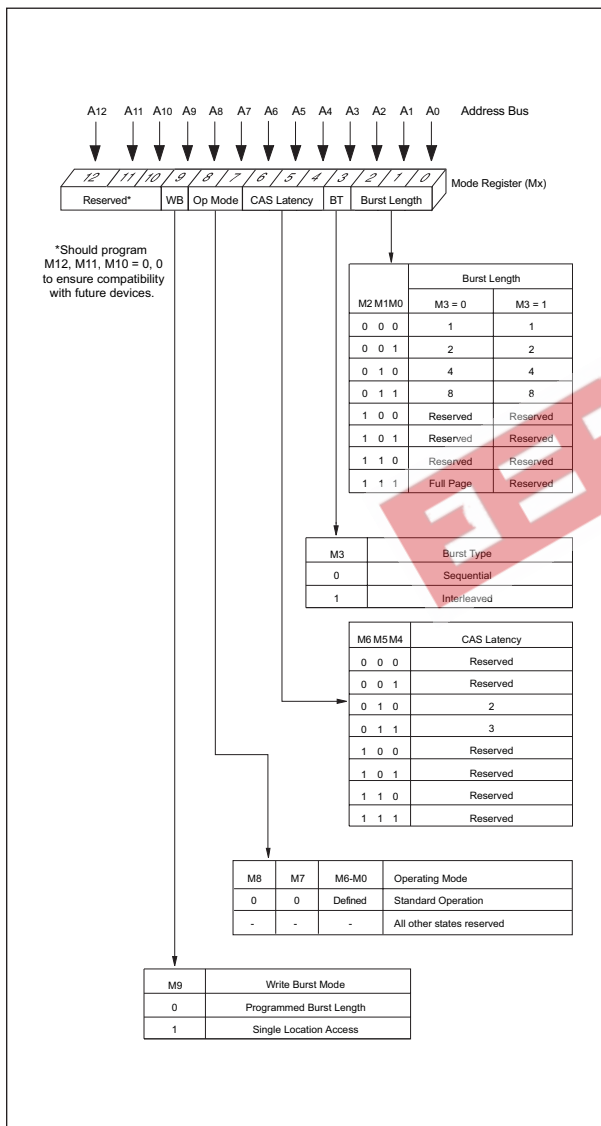 A12 A11 A10 A9 A8 A7 A6 A5 A4 A3 A2 A1 A0 Address Bus
12 11 10 9 8 7 6 5 4 3 2 1 0 Mode Register (Mx)
Reserved* WB Op Mode CAS Latency BT Burst Length
*Should program
M12, M11, M10 = 0, 0
to ensure compatibility
with future devices.
Burst Length
M2 M1M0 M3 = 0 M3 = 1
0 0 0 1 1
0 0 1 2 2
0 1 0 4 4
0 1 1 8 8
1 0 0 Reserved Reserved
1 0 1 Reserved Reserved
1 1 0 Reserved Reserved
1 1 1 Full Page Reserved
M3 Burst Type
0 Sequential
1 Interleaved
M6 M5 M4 CAS Latency
0 0 0 Reserved
0 0 1 Reserved
0 1 0 2
0 1 1 3
1 0 0 Reserved
1 0 1 Reserved
1 1 0 Reserved
1 1 1 Reserved
M8 M7 M6-M0 Operating Mode
0 0 Defined Standard Operation
- - - All other states reserved
M9 Write Burst Mode
0 Programmed Burst Length
1 Single Location Access